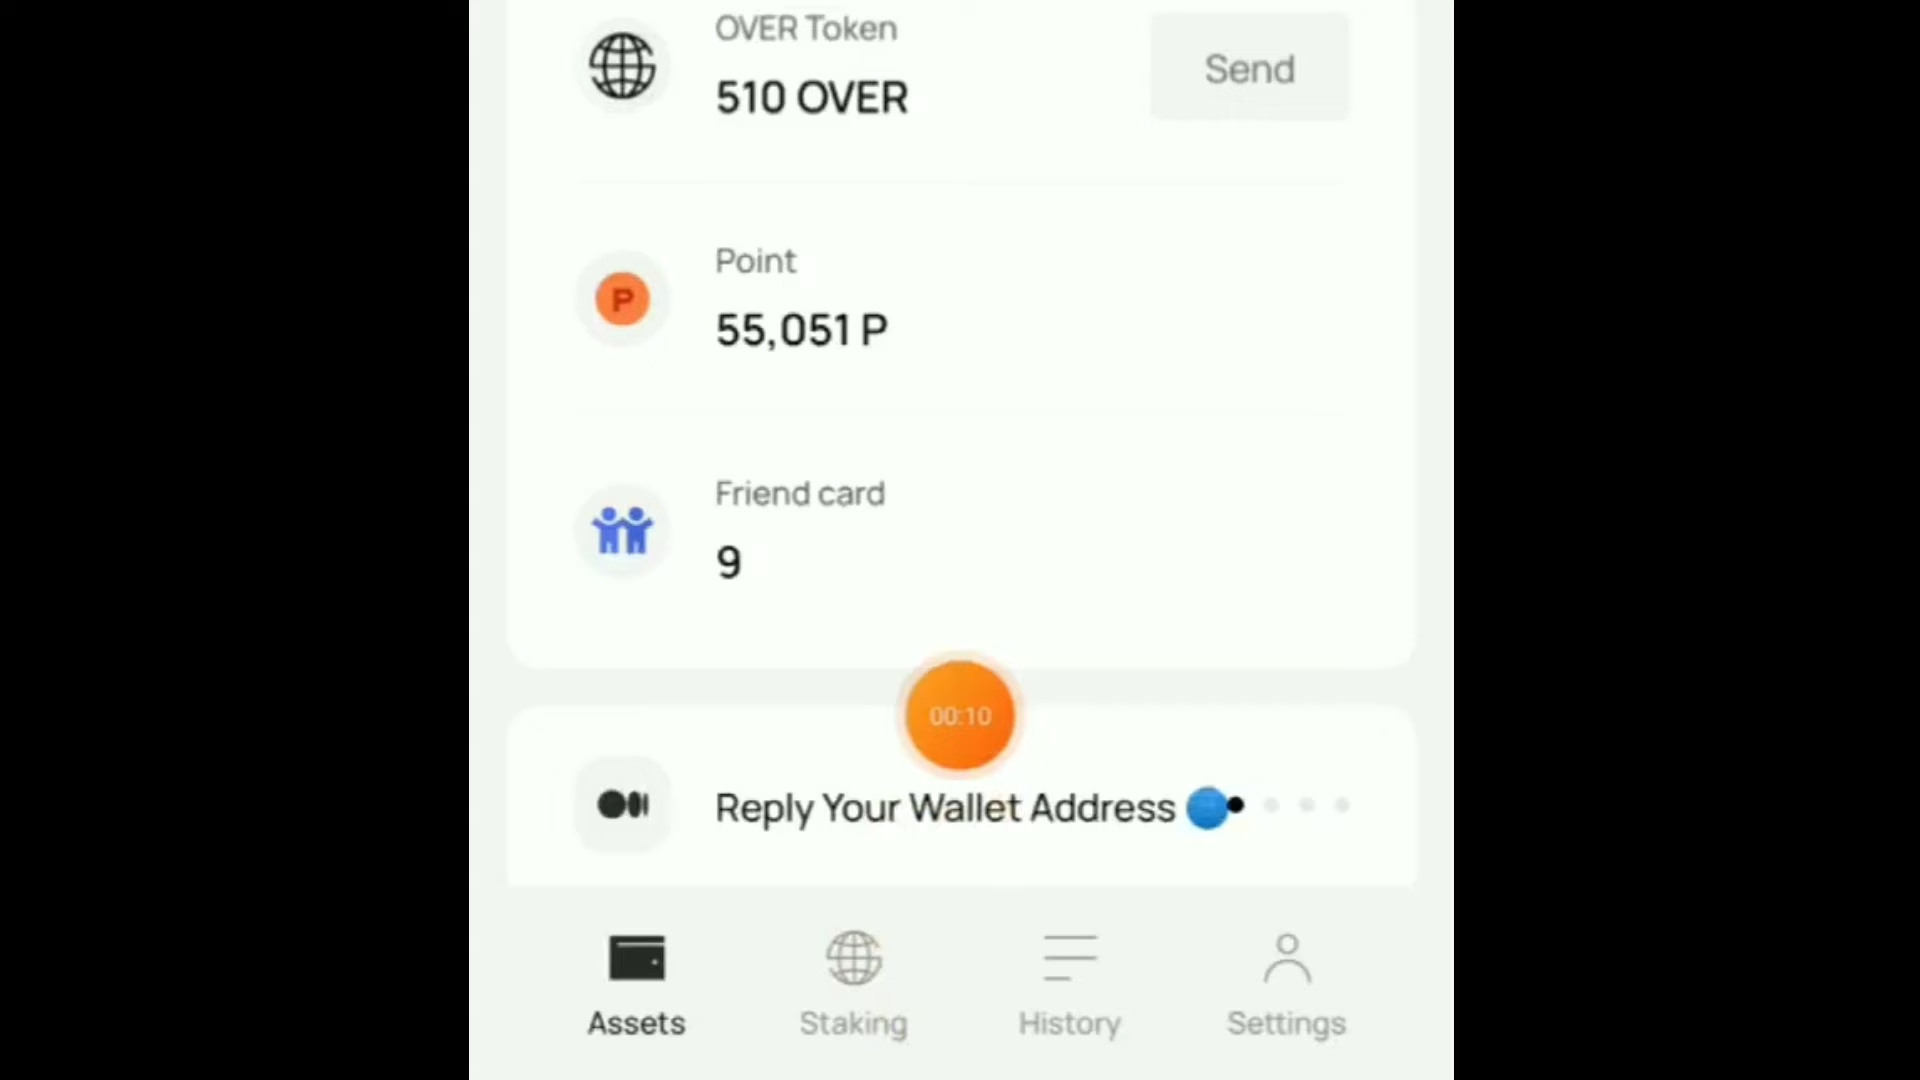 OVER Token
510 OVER
Send
Point
P
55,051 P
Friend card
9
00:10
Reply Your Wallet Address
Assets
Staking
History
Settings